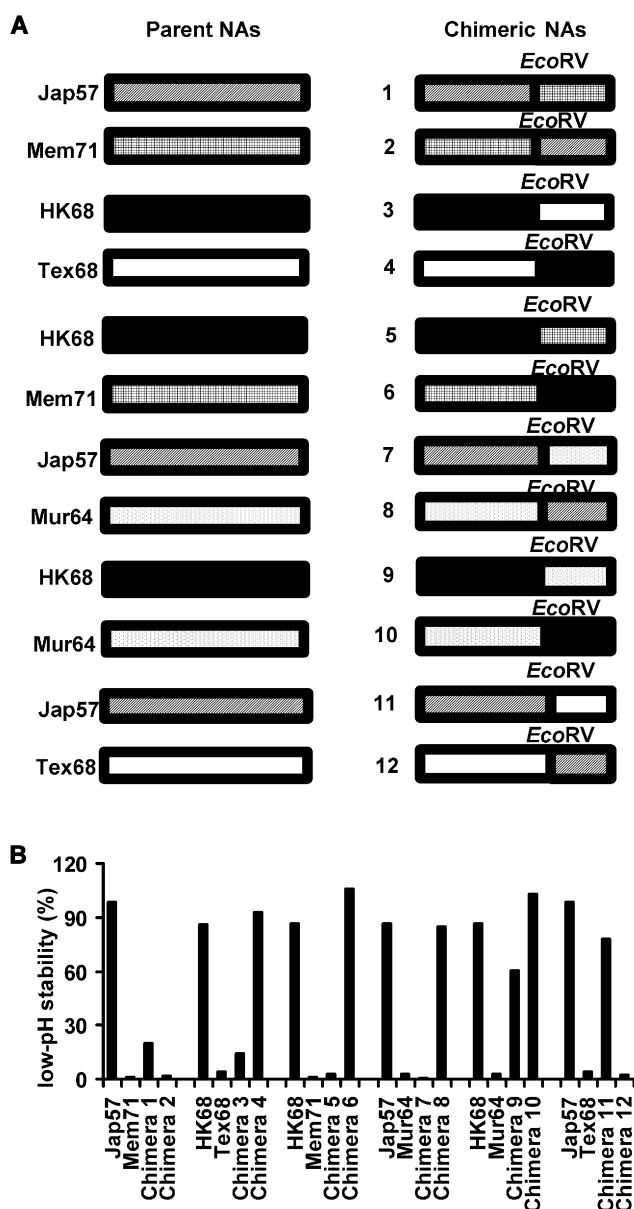 A
Parent NAs
Chimeric NAs
EcoRV
Jap57
1
EcoRV
Mem71
2
EcoRV
HK68
3
EcoRV
Tex68
4
EcoRV
HK68
5
EcoRV
Mem71
6
EcoRV
Jap57
7
EcoRV
Mur64
8
EcoRV
HK68
9
EcoRV
Mur64
10
EcoRV
Jap57
11
EcoRV
Tex68
12
B
low-pH stability (%)
120
90
60
30
0
Jap57
Mem71
Chimera 1
Chimera 2
HK68
Tex68
Chimera 3
Chimera 4
HK68
Mem71
Chimera 5
Chimera 6
Jap57
Mur64
Chimera 7
Chimera 8
HK68
Mur64
Chimera 9
Chimera 10
Jap57
Tex68
Chimera 11
Chimera 12